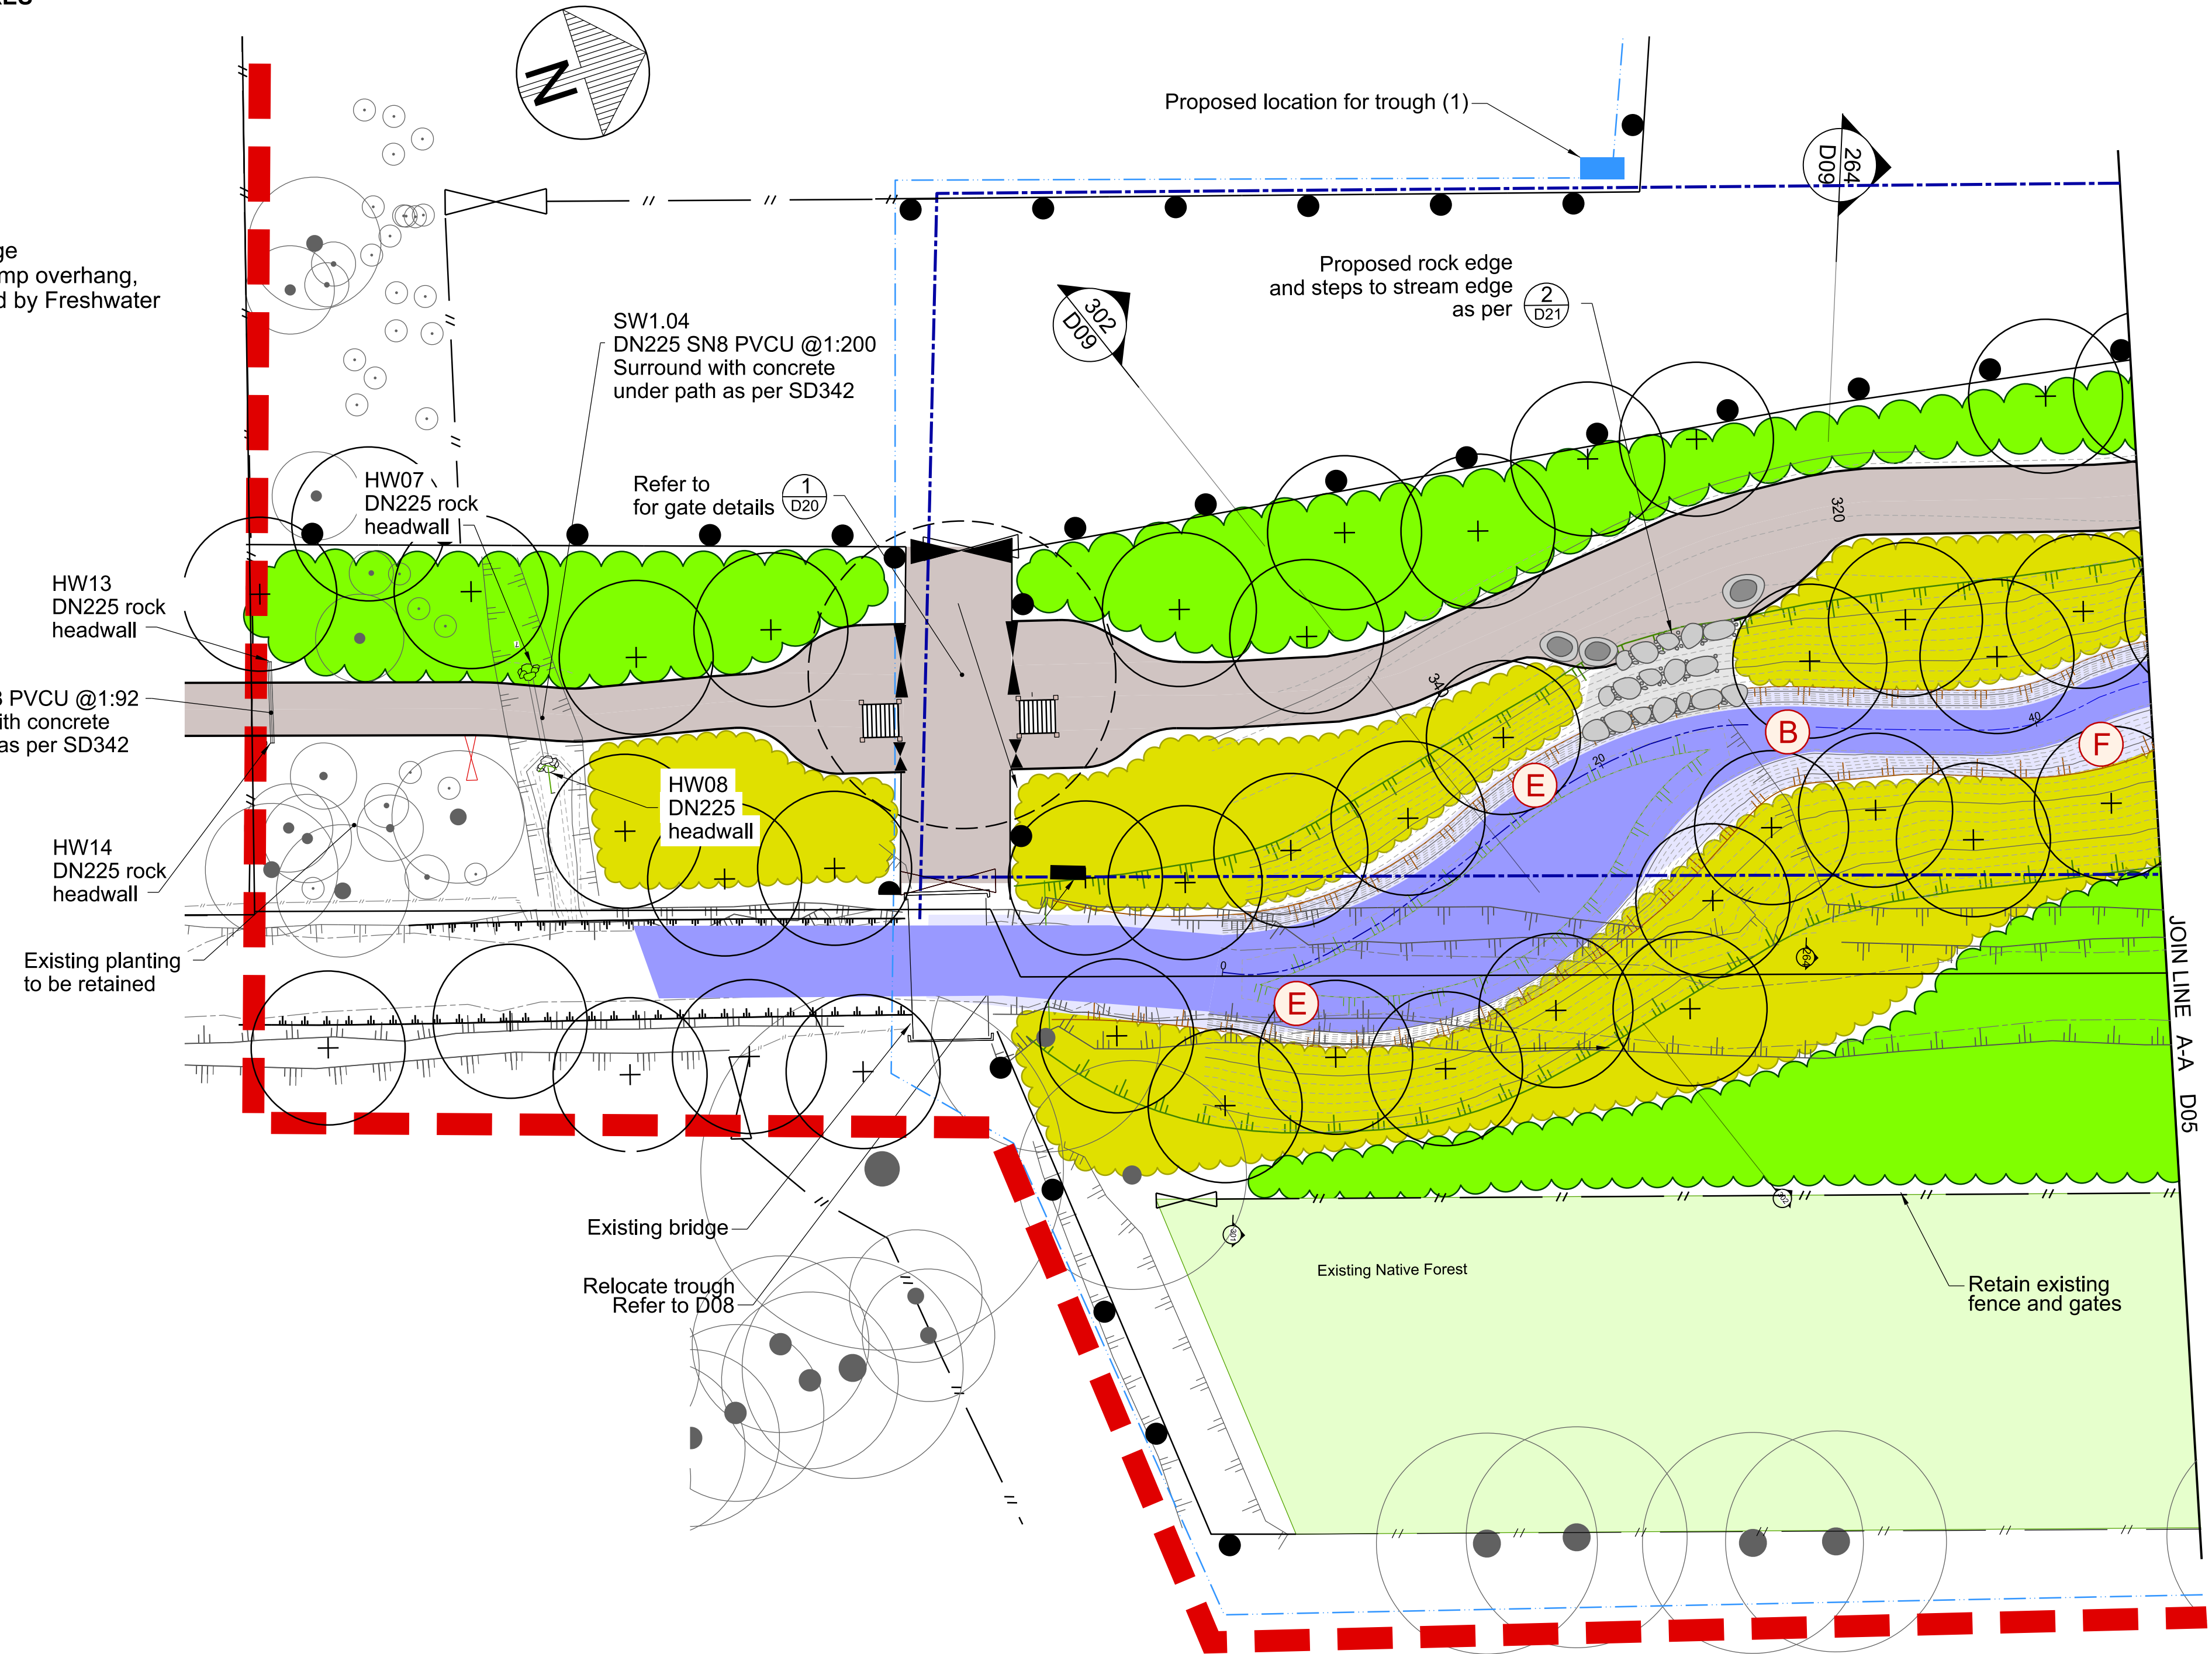 N
Proposed location for trough (1)
264
D09
ge
mp overhang,
d by Freshwater
302
D09
Proposed rock edge
and steps to stream edge
as per
2
D21
SW1.04
DN225 SN8 PVCU @1:200
Surround with concrete
under path as per SD342
HW07
DN225 rock
headwall
Refer to
for gate details
1
D20
320
340
HW13
DN225 rock
headwall
PVCU @1:92
ith concrete
as per SD342
HW08
DN225
headwall
HW14
DN225 rock
headwall
Existing planting
to be retained
0
20
40
B
E
F
E
264
302
301
JOIN LINE A-A D05
Existing bridge
Relocate trough
Refer to D08
Existing Native Forest
Retain existing
fence and gates